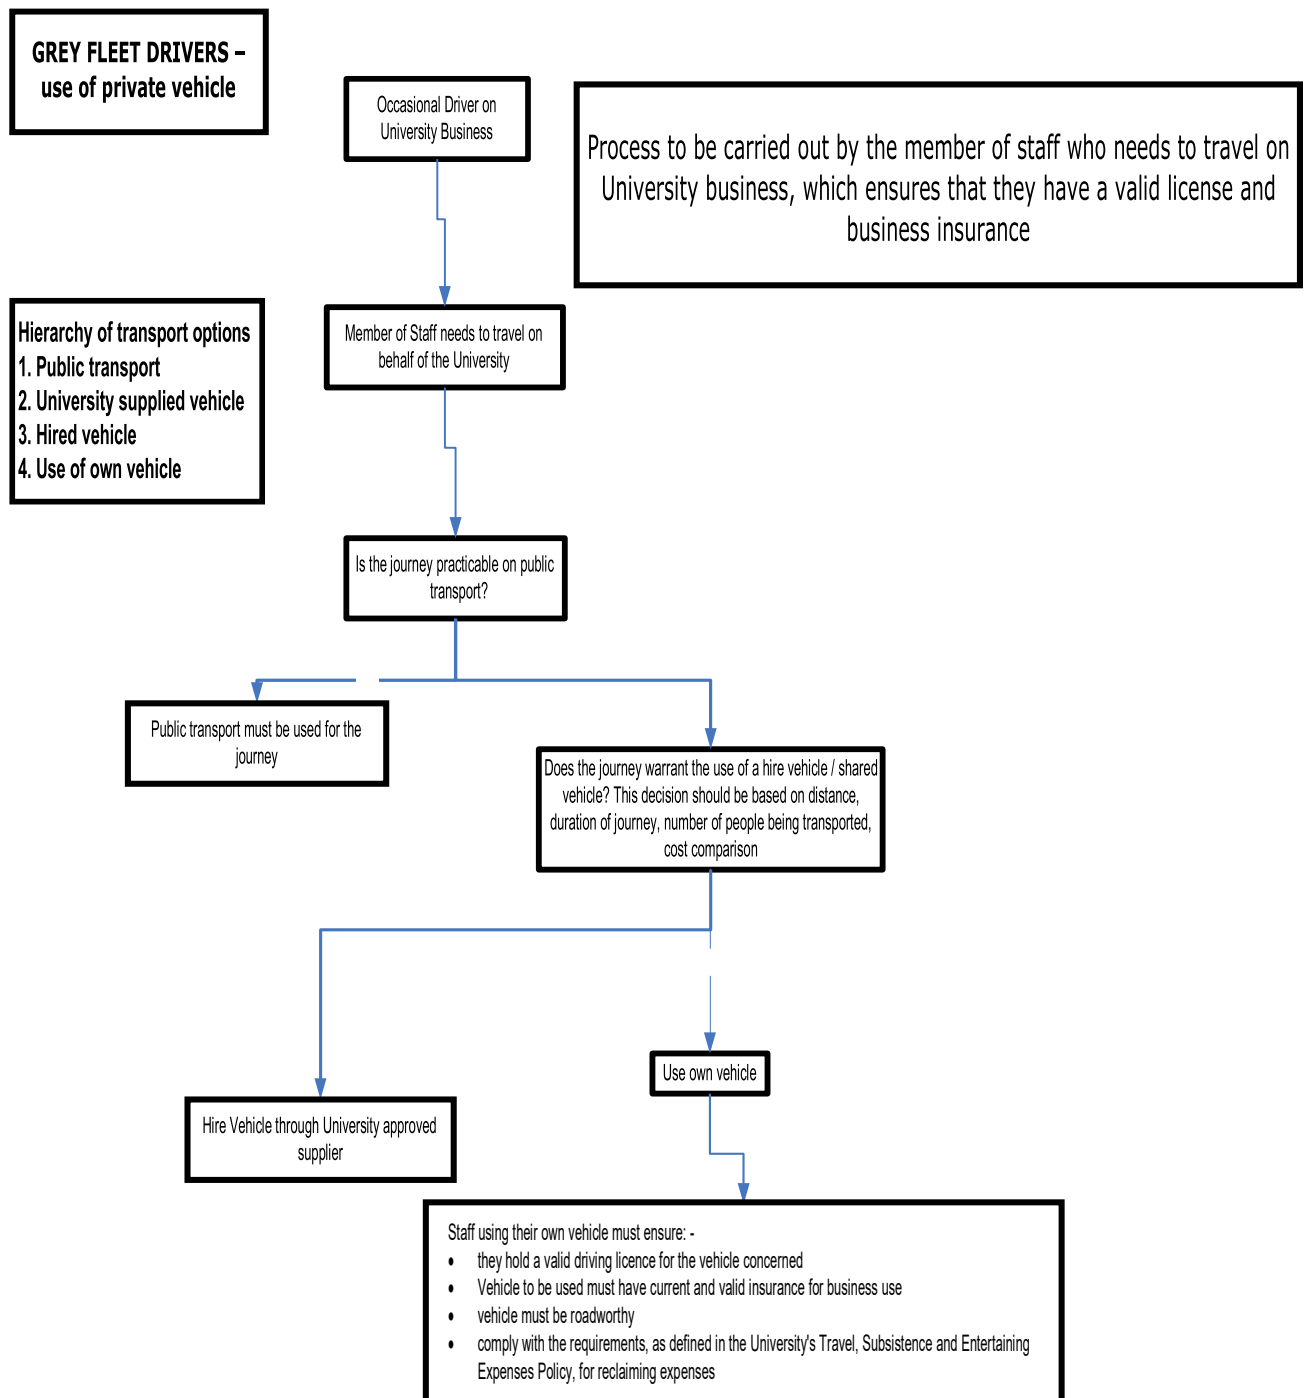 GREY FLEET DRIVERS –
use of private vehicle
Occasional Driver on
University Business
Process to be carried out by the member of staff who needs to travel on
University business, which ensures that they have a valid license and
business insurance
Hierarchy of transport options
1. Public transport
2. University supplied vehicle
3. Hired vehicle
4. Use of own vehicle
Member of Staff needs to travel on
behalf of the University
Is the journey practicable on public
transport?
Public transport must be used for the
journey
Does the journey warrant the use of a hire vehicle / shared
vehicle? This decision should be based on distance,
duration of journey, number of people being transported,
cost comparison
Use own vehicle
Hire Vehicle through University approved
supplier
Staff using their own vehicle must ensure: -
• they hold a valid driving licence for the vehicle concerned
• Vehicle to be used must have current and valid insurance for business use
• vehicle must be roadworthy
• comply with the requirements, as defined in the University's Travel, Subsistence and Entertaining
Expenses Policy, for reclaiming expenses